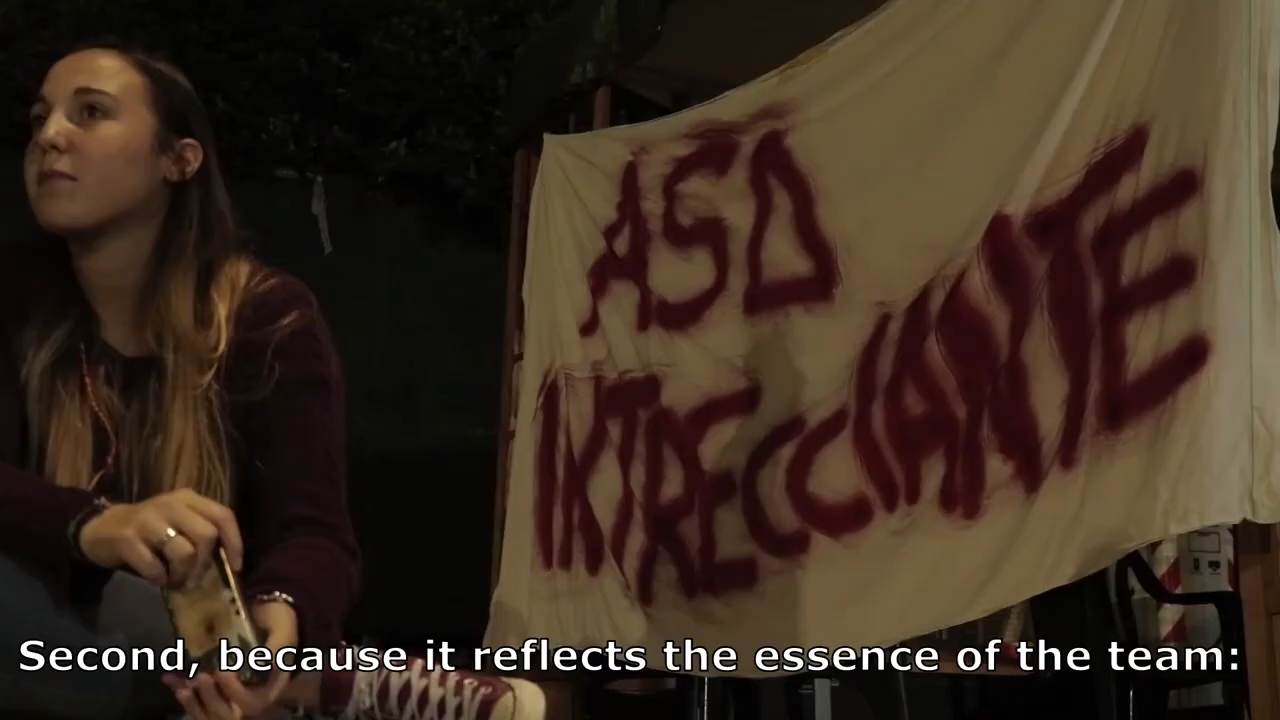 ASD
INTRECCIANTE
Second, because it reflects the essence of the team: